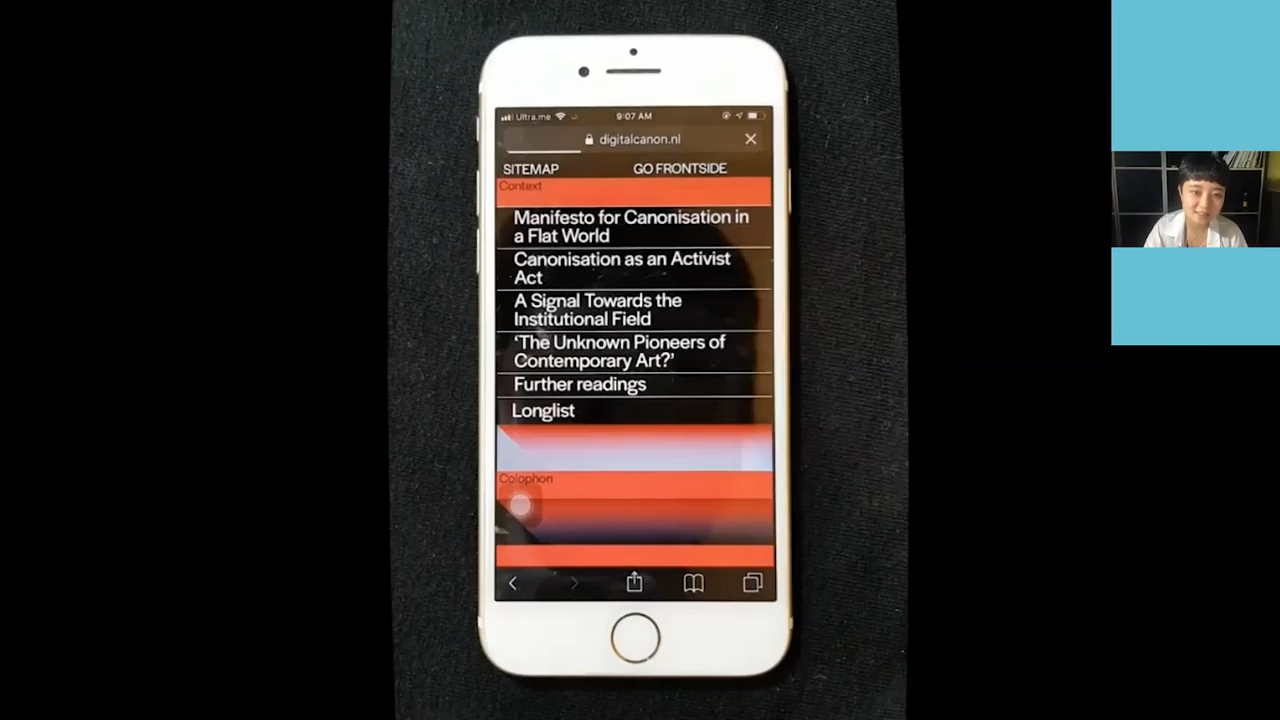 Ultra.me
9:07 AM
digitalcanon.nl
SITEMAP
GO FRONTSIDE
Context
Manifesto for Canonisation in
a Flat World
Canonisation as an Activist
Act
A Signal Towards the
Institutional Field
‘The Unknown Pioneers of
Contemporary Art?’
Further readings
Longlist
Colophon